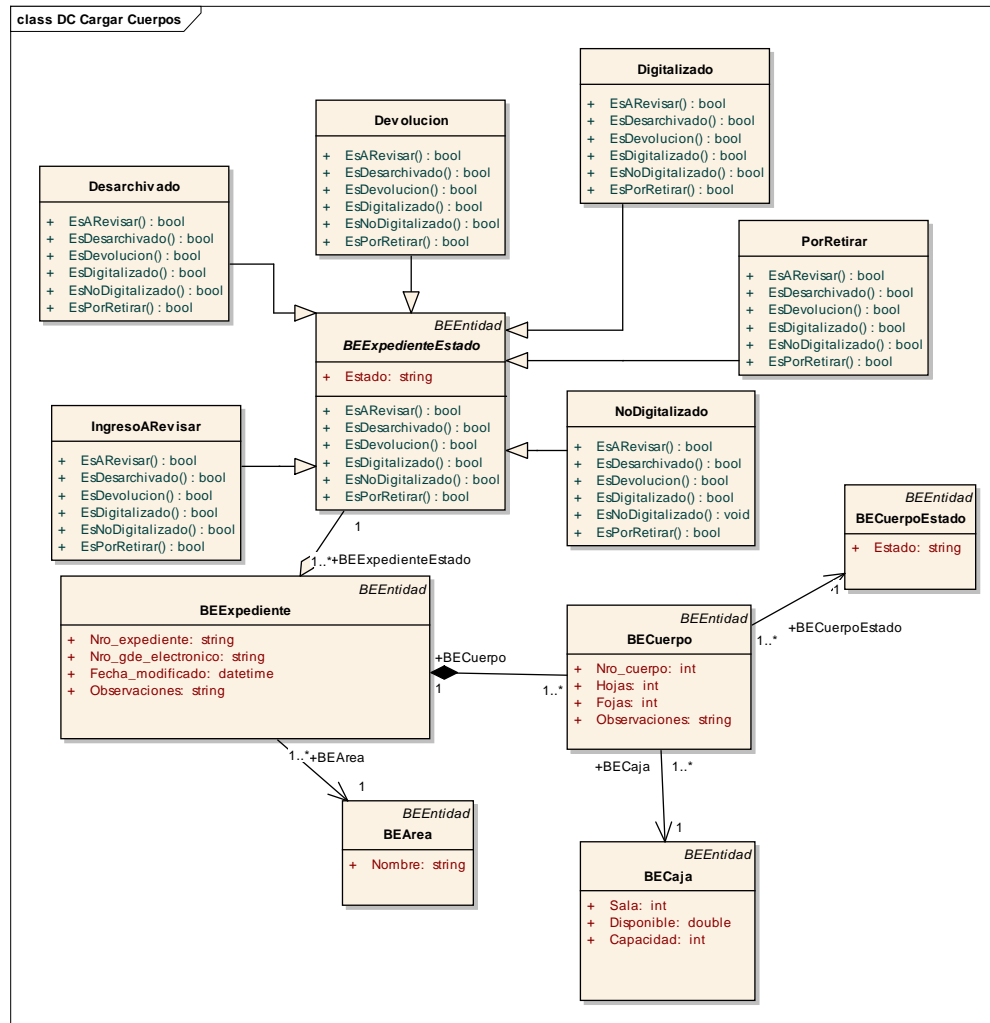 class DC Cargar Cuerpos
Digitalizado
+ EsARevisar() : bool
+ EsDesarchivado() : bool
+ EsDevolucion() : bool
+ EsDigitalizado() : bool
+ EsNoDigitalizado() : bool
+ EsPorRetirar() : bool
Devolucion
+ EsARevisar() : bool
+ EsDesarchivado() : bool
+ EsDevolucion() : bool
+ EsDigitalizado() : bool
+ EsNoDigitalizado() : bool
+ EsPorRetirar() : bool
Desarchivado
+ EsARevisar() : bool
+ EsDesarchivado() : bool
+ EsDevolucion() : bool
+ EsDigitalizado() : bool
+ EsNoDigitalizado() : bool
+ EsPorRetirar() : bool
PorRetirar
+ EsARevisar() : bool
+ EsDesarchivado() : bool
+ EsDevolucion() : bool
+ EsDigitalizado() : bool
+ EsNoDigitalizado() : bool
+ EsPorRetirar() : bool
BEEntidad
BEExpedienteEstado
+ Estado: string
+ EsARevisar() : bool
+ EsDesarchivado() : bool
+ EsDevolucion() : bool
+ EsDigitalizado() : bool
+ EsNoDigitalizado() : bool
+ EsPorRetirar() : bool
IngresoARevisar
+ EsARevisar() : bool
+ EsDesarchivado() : bool
+ EsDevolucion() : bool
+ EsDigitalizado() : bool
+ EsNoDigitalizado() : bool
+ EsPorRetirar() : bool
NoDigitalizado
+ EsARevisar() : bool
+ EsDesarchivado() : bool
+ EsDevolucion() : bool
+ EsDigitalizado() : bool
+ EsNoDigitalizado() : void
+ EsPorRetirar() : bool
BEEntidad
BECuerpoEstado
+ Estado: string
1
1..* +BEExpedienteEstado
1
+BECuerpoEstado
1..*
BEEntidad
BEExpediente
+ Nro_expediente: string
+ Nro_gde_electronico: string
+ Fecha_modificado: datetime
+ Observaciones: string
+BECuerpo
1
1..*
BEEntidad
BECuerpo
+ Nro_cuerpo: int
+ Hojas: int
+ Fojas: int
+ Observaciones: string
1..* +BEArea
1
+BECaja 1..*
1
BEEntidad
BEArea
+ Nombre: string
BEEntidad
BECaja
+ Sala: int
+ Disponible: double
+ Capacidad: int